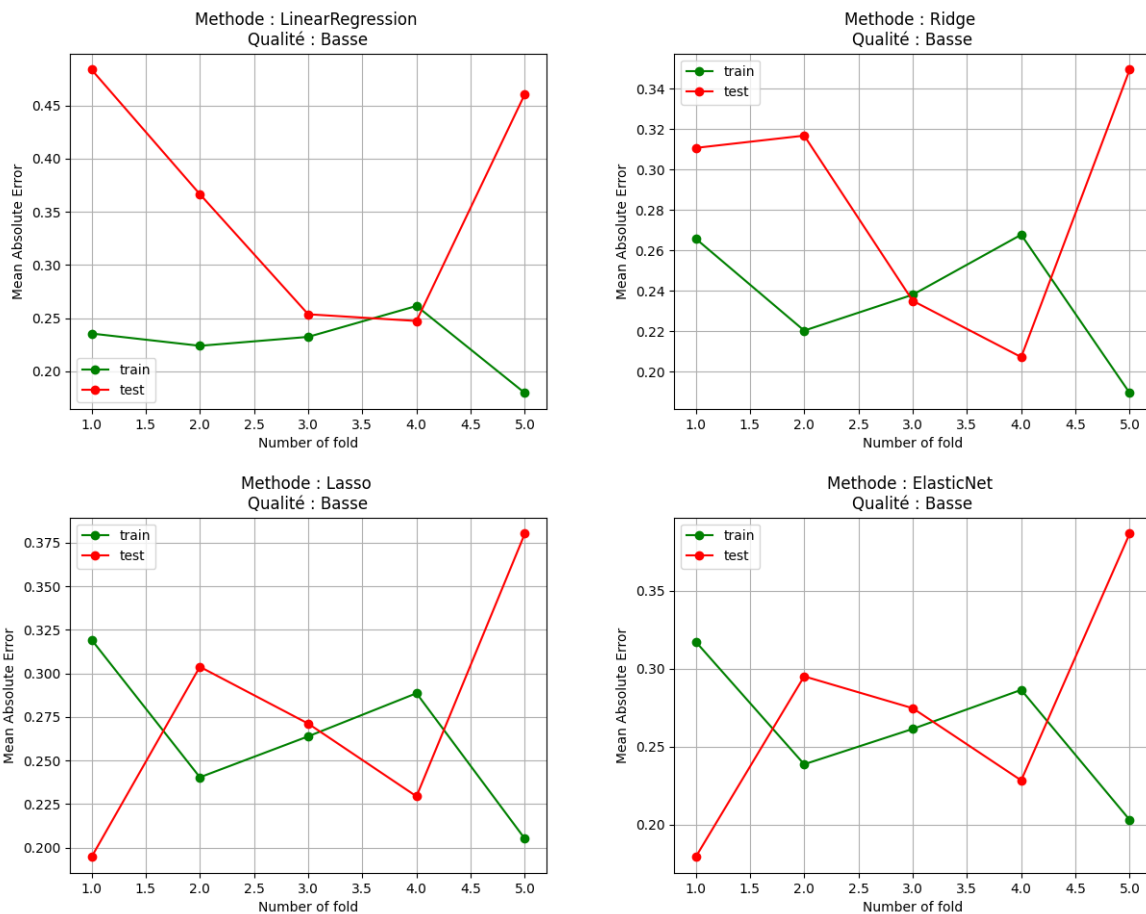 Methode : LinearRegression
Qualité : Basse
Mean Absolute Error
0.45
0.40
0.35
0.30
0.25
0.20
train
test
1.0 1.5 2.0 2.5 3.0 3.5 4.0 4.5 5.0
Number of fold
Methode : Ridge
Qualité : Basse
Mean Absolute Error
0.34
0.32
0.30
0.28
0.26
0.24
0.22
0.20
train
test
1.0 1.5 2.0 2.5 3.0 3.5 4.0 4.5 5.0
Number of fold
Methode : Lasso
Qualité : Basse
Mean Absolute Error
0.375
0.350
0.325
0.300
0.275
0.250
0.225
0.200
train
test
1.0 1.5 2.0 2.5 3.0 3.5 4.0 4.5 5.0
Number of fold
Methode : ElasticNet
Qualité : Basse
Mean Absolute Error
0.35
0.30
0.25
0.20
train
test
1.0 1.5 2.0 2.5 3.0 3.5 4.0 4.5 5.0
Number of fold